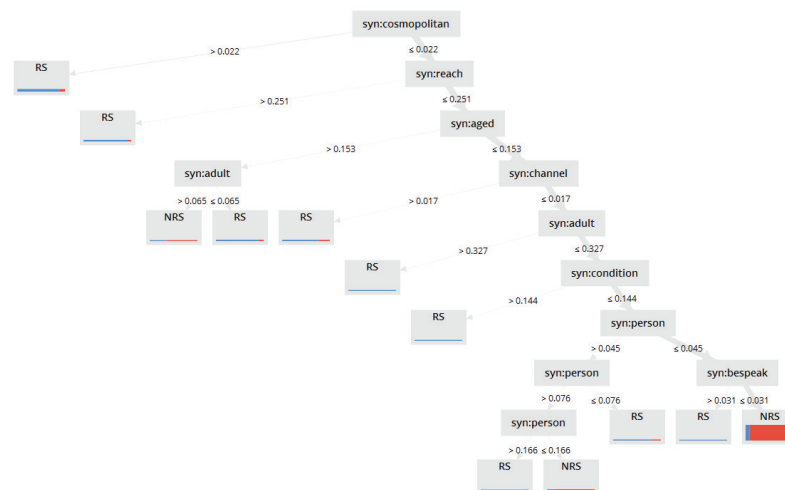 syn:cosmopolitan
> 0.022 ≤ 0.022
RS syn:reach
> 0.251 ≤ 0.251
RS syn:aged
> 0.153 ≤ 0.153
syn:adult syn:channel
> 0.065 ≤ 0.065 > 0.017 ≤ 0.017
NRS RS RS syn:adult
> 0.327 ≤ 0.327
RS syn:condition
> 0.144 ≤ 0.144
RS syn:person
> 0.045 ≤ 0.045
syn:person syn:bespeak
> 0.076 ≤ 0.076 > 0.031 ≤ 0.031
syn:person RS RS NRS
> 0.166 ≤ 0.166
RS NRS